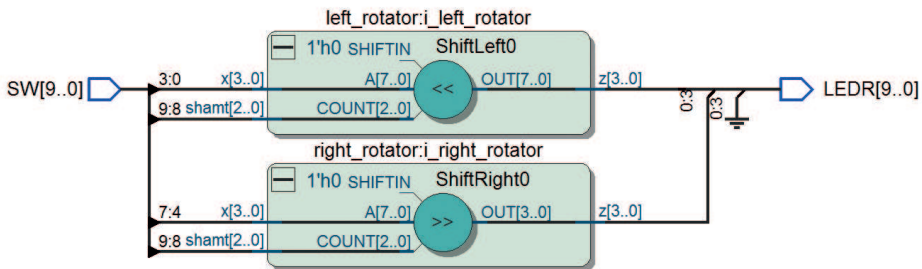 left_rotator:i_left_rotator
1'h0 SHIFTIN ShiftLeft0
SW[9..0] 3:0 x[3..0] A[7..0] << OUT[7..0] z[3..0] LEDR[9..0]
9:8 shamt[2..0] COUNT[2..0] 0:3 0:3
right_rotator:i_right_rotator
1'h0 SHIFTIN ShiftRight0
7:4 x[3..0] A[7..0] >> OUT[3..0] z[3..0]
9:8 shamt[2..0] COUNT[2..0]